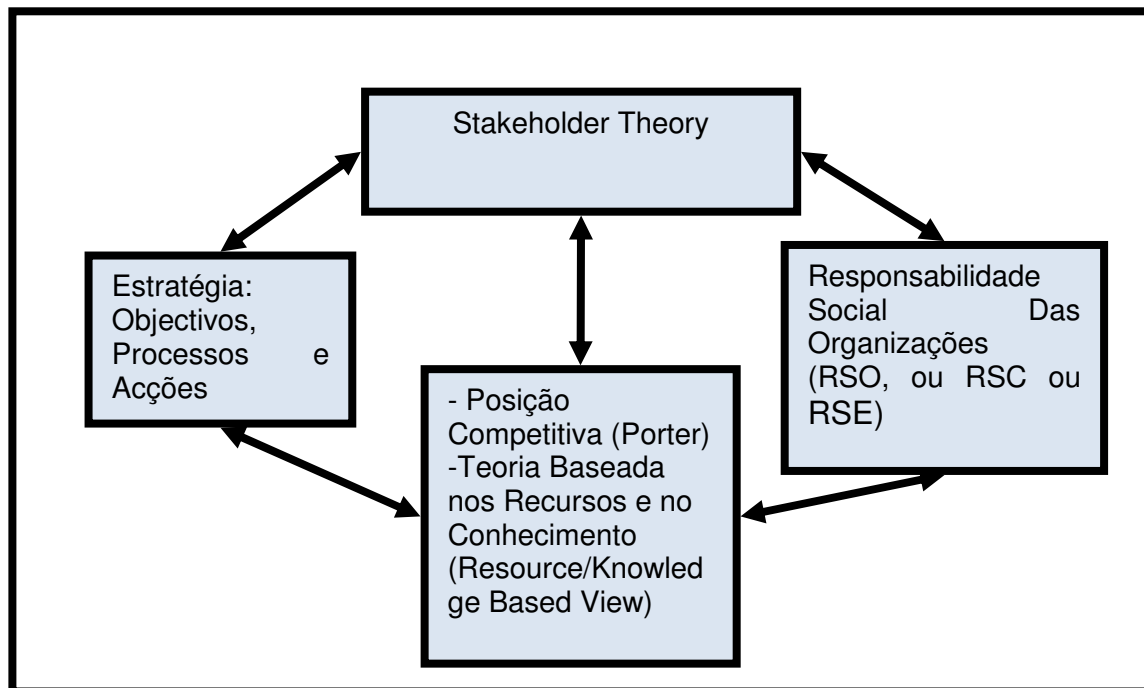 Stakeholder Theory
Estratégia:
Objectivos,
Processos e
Acções
Responsabilidade
Social Das
Organizações
(RSO, ou RSC ou
RSE)
- Posição
Competitiva (Porter)
-Teoria Baseada
nos Recursos e no
Conhecimento
(Resource/Knowled
ge Based View)